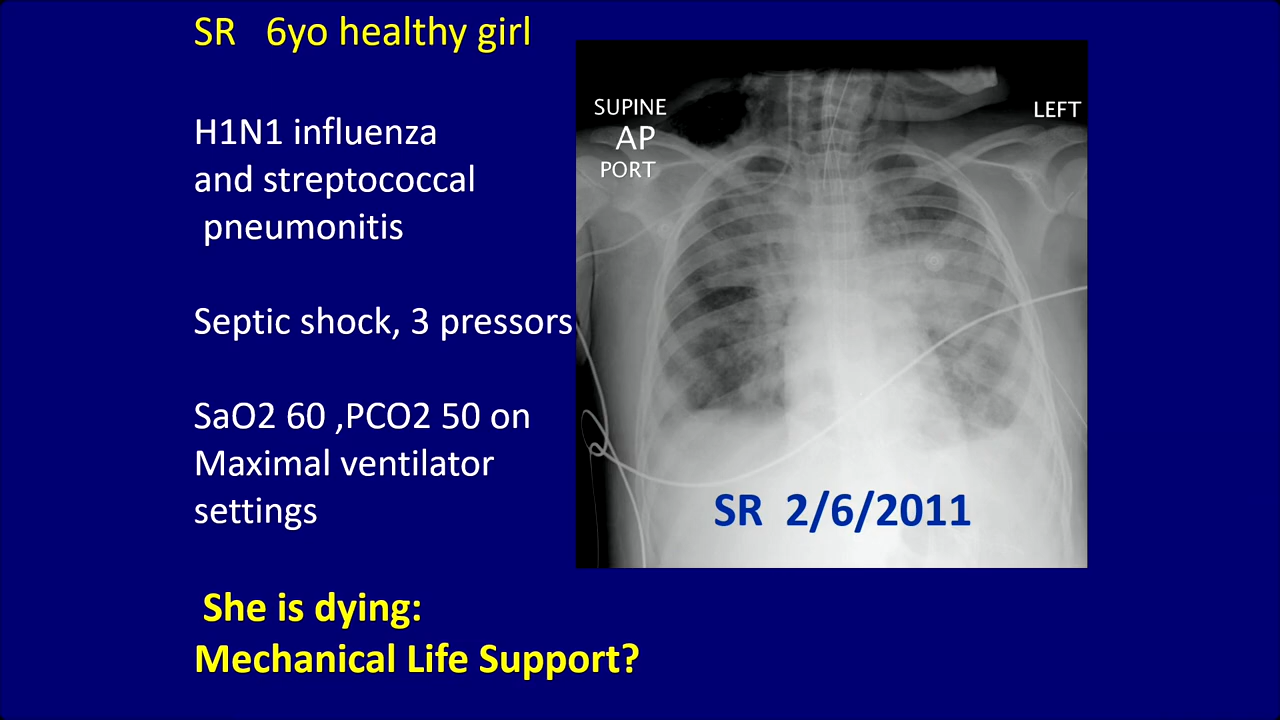 SR 6yo healthy girl
H1N1 influenza
and streptococcal
pneumonitis
Septic shock, 3 pressors
SaO2 60 ,PCO2 50 on
Maximal ventilator
settings
She is dying:
Mechanical Life Support?
SUPINE
AP
PORT
LEFT
SR 2/6/2011